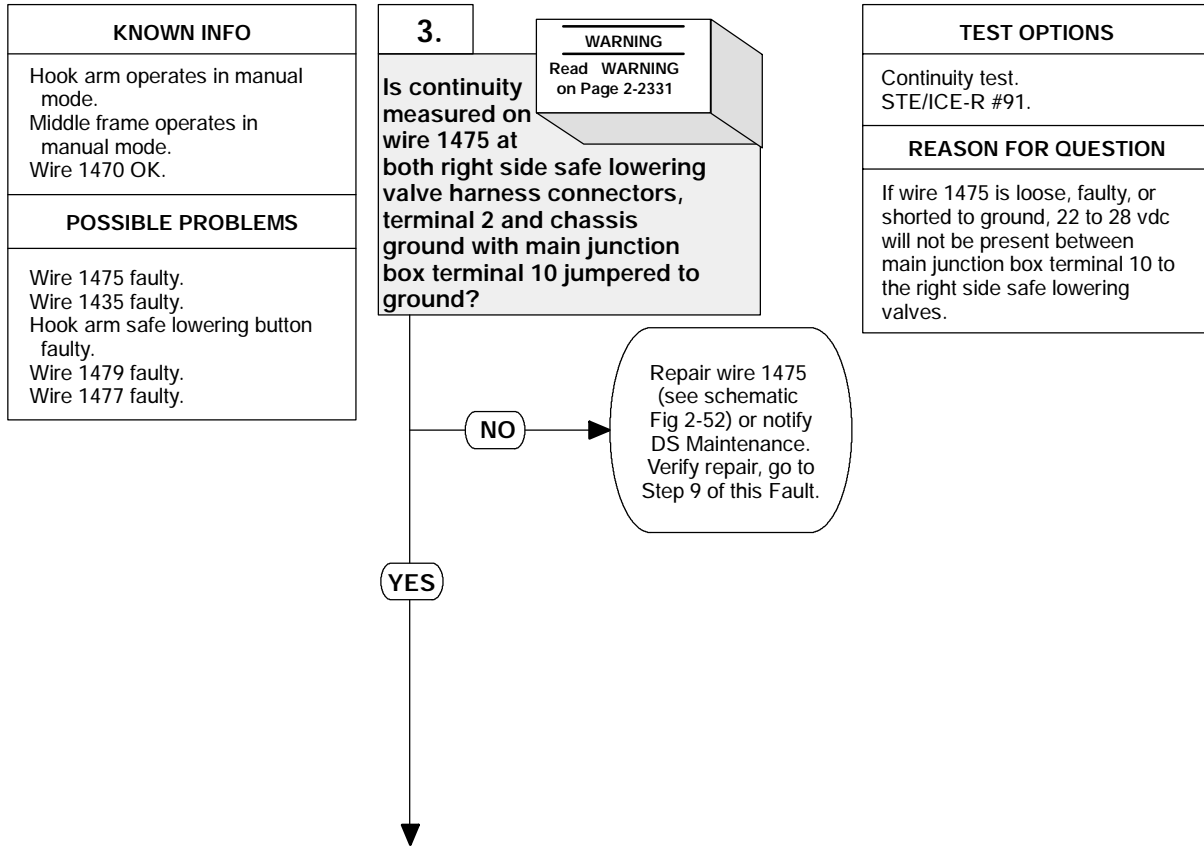 KNOWN INFO
Hook arm operates in manual
mode.
Middle frame operates in
manual mode.
Wire 1470 OK.
POSSIBLE PROBLEMS
Wire 1475 faulty.
Wire 1435 faulty.
Hook arm safe lowering button
faulty.
Wire 1479 faulty.
Wire 1477 faulty.
3.
WARNING
Read WARNING
on Page 2-2331
Is continuity
measured on
wire 1475 at
both right side safe lowering
valve harness connectors,
terminal 2 and chassis
ground with main junction
box terminal 10 jumpered to
ground?
TEST OPTIONS
Continuity test.
STE/ICE-R #91.
REASON FOR QUESTION
If wire 1475 is loose, faulty, or
shorted to ground, 22 to 28 vdc
will not be present between
main junction box terminal 10 to
the right side safe lowering
valves.
NO
Repair wire 1475
(see schematic
Fig 2-52) or notify
DS Maintenance.
Verify repair, go to
Step 9 of this Fault.
YES